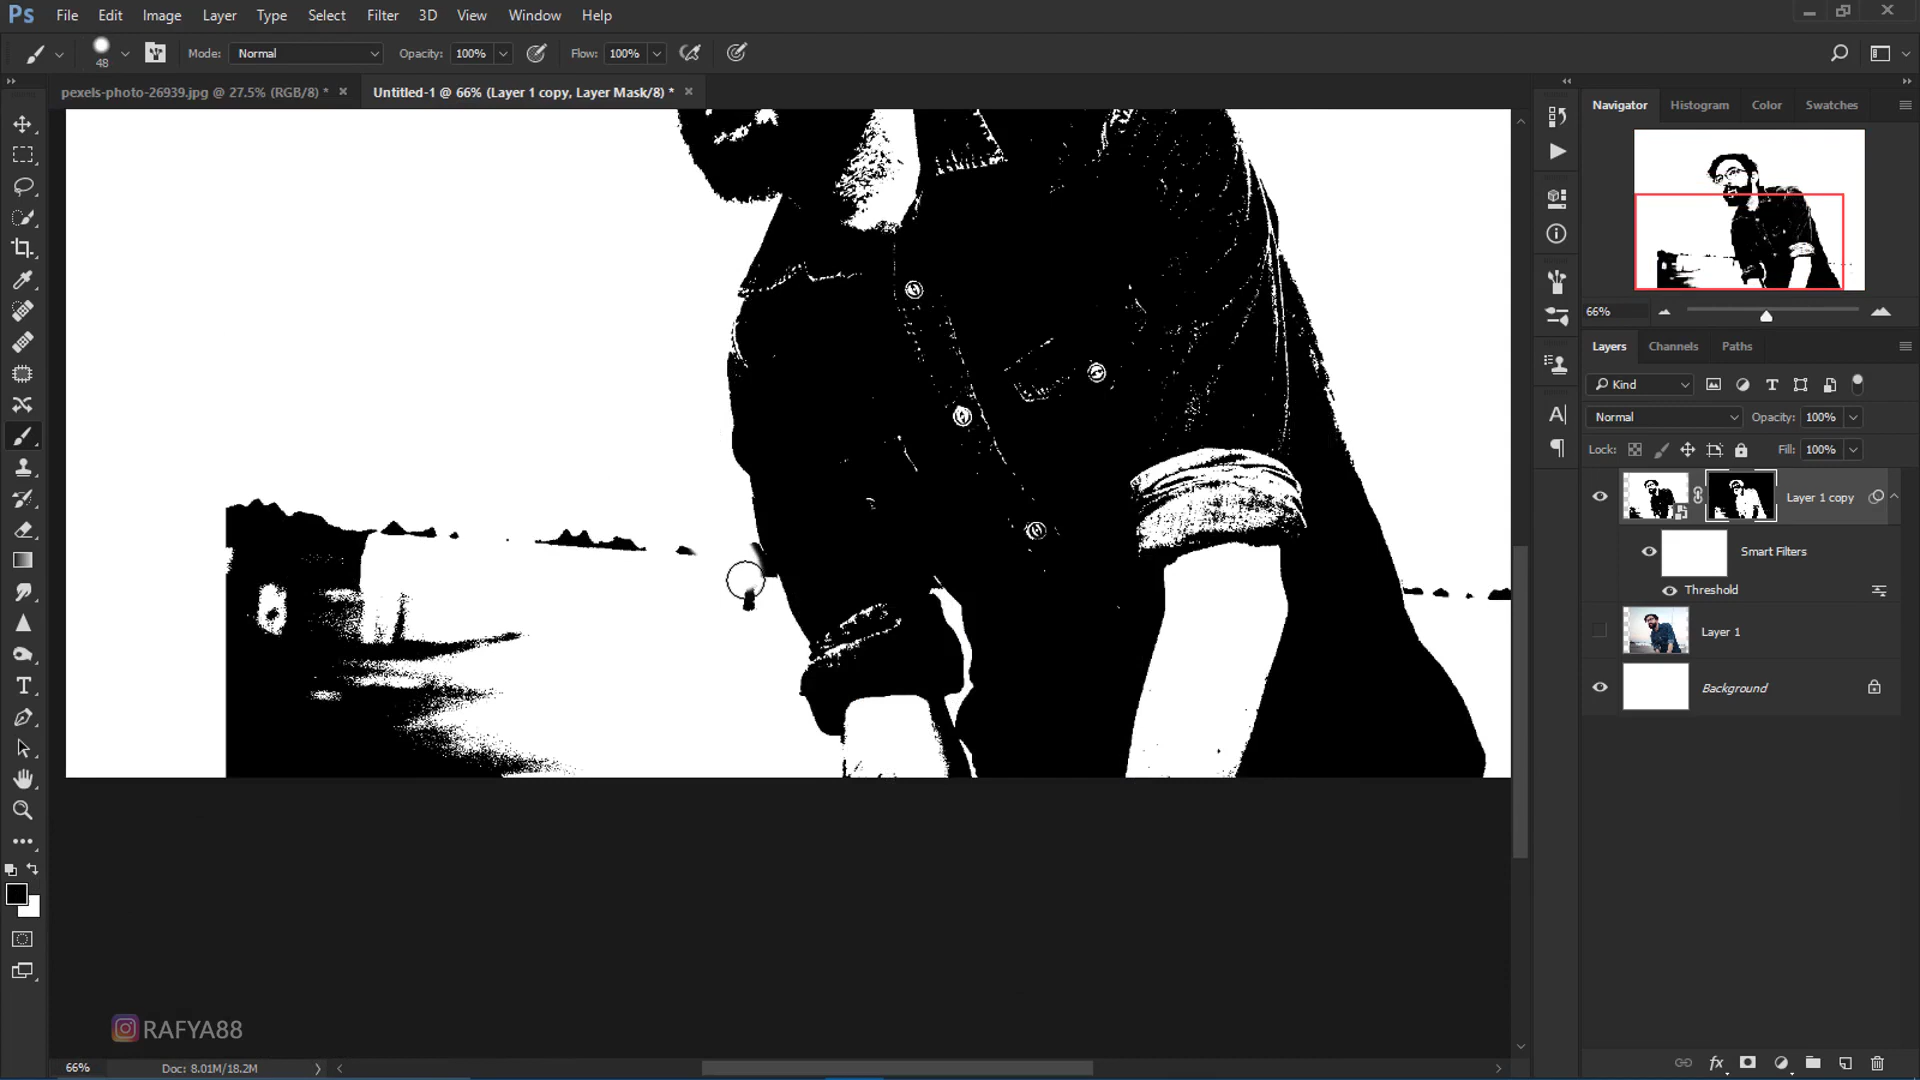 Ps File Edit Image Layer Type Select Filter 3D View Window Help
48 Mode: Normal Opacity: 100% Flow: 100%
pexels-photo-26939.jpg @ 27.5% (RGB/8) * × Untitled-1 @ 66% (Layer 1 copy, Layer Mask/8) * ×
Navigator Histogram Color Swatches
66%
Layers Channels Paths
Kind
Normal Opacity: 100%
Lock: Fill: 100%
Layer 1 copy
Smart Filters
Threshold
Layer 1
Background
RAFYA88
66% Doc: 8.01M/18.2M